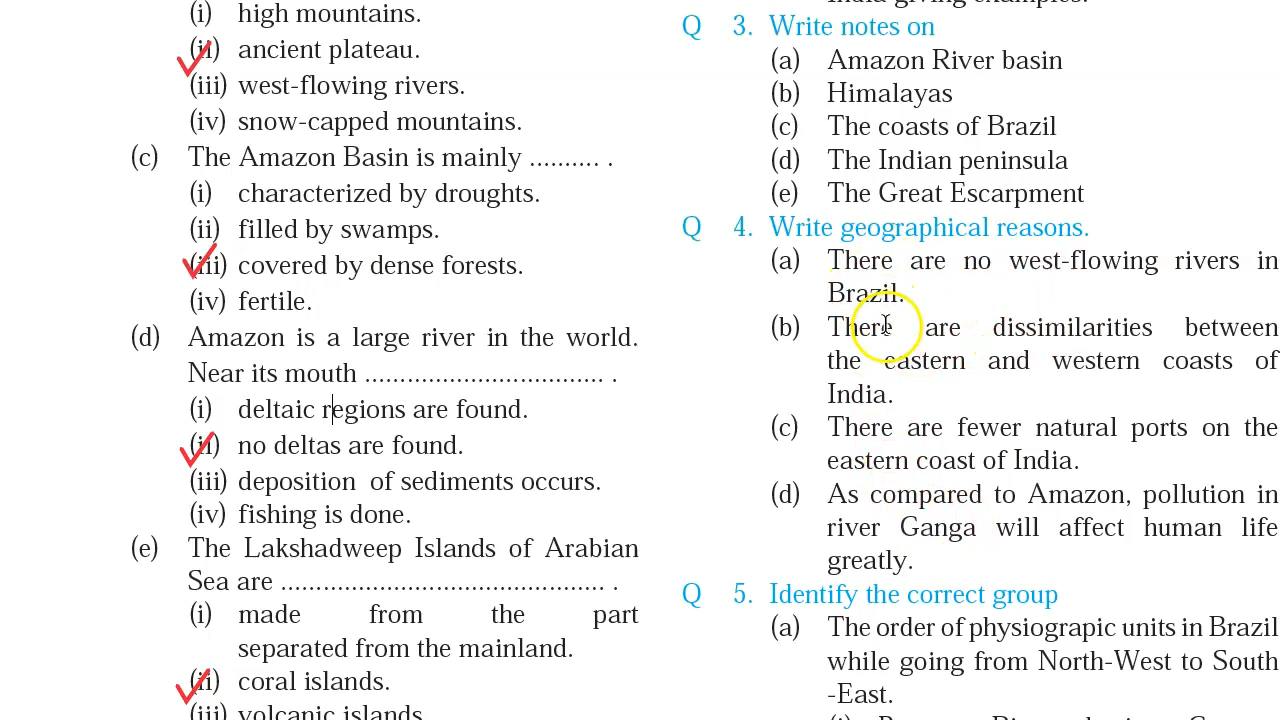 (i) high mountains.
(ii) ancient plateau.
(iii) west-flowing rivers.
(iv) snow-capped mountains.
(c) The Amazon Basin is mainly .......... .
(i) characterized by droughts.
(ii) filled by swamps.
(iii) covered by dense forests.
(iv) fertile.
(d) Amazon is a large river in the world.
Near its mouth ................................. .
(i) deltaic regions are found.
(ii) no deltas are found.
(iii) deposition of sediments occurs.
(iv) fishing is done.
(e) The Lakshadweep Islands of Arabian
Sea are ............................................. .
(i) made from the part
separated from the mainland.
(ii) coral islands.
(iii) volcanic islands.
India giving examples.
Q 3. Write notes on
(a) Amazon River basin
(b) Himalayas
(c) The coasts of Brazil
(d) The Indian peninsula
(e) The Great Escarpment
Q 4. Write geographical reasons.
(a) There are no west-flowing rivers in
Brazil.
(b) There are dissimilarities between
the eastern and western coasts of
India.
(c) There are fewer natural ports on the
eastern coast of India.
(d) As compared to Amazon, pollution in
river Ganga will affect human life
greatly.
Q 5. Identify the correct group
(a) The order of physiograpic units in Brazil
while going from North-West to South
-East.